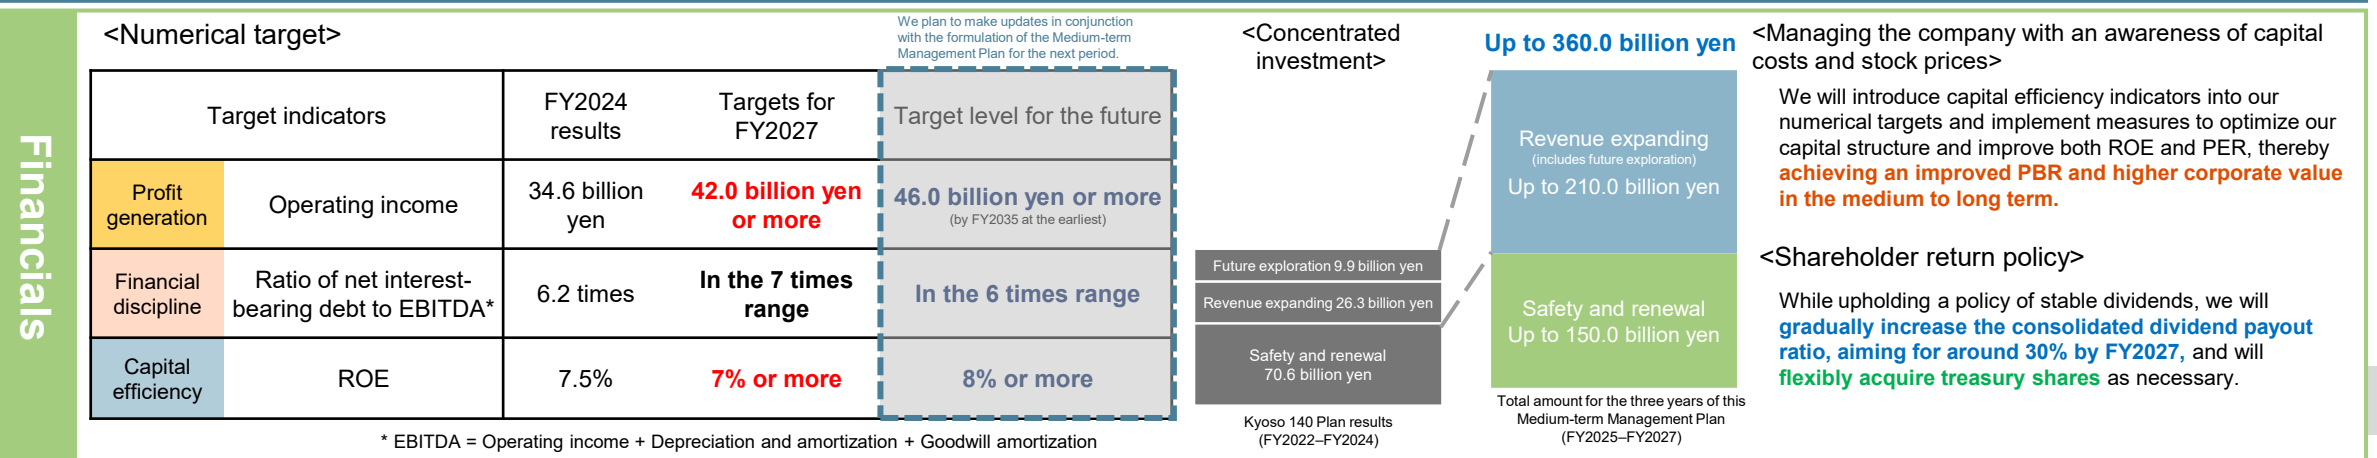 Financials
<Numerical target>
We plan to make updates in conjunction
with the formulation of the Medium-term
Management Plan for the next period.
Target indicators
FY2024
results
Targets for
FY2027
Target level for the future
Profit
generation
Operating income
34.6 billion
yen
42.0 billion yen
or more
46.0 billion yen or more
(by FY2035 at the earliest)
Financial
discipline
Ratio of net interest-
bearing debt to EBITDA*
6.2 times
In the 7 times
range
In the 6 times range
Capital
efficiency
ROE
7.5%
7% or more
8% or more
* EBITDA = Operating income + Depreciation and amortization + Goodwill amortization
<Concentrated
investment>
Future exploration 9.9 billion yen
Revenue expanding 26.3 billion yen
Safety and renewal
70.6 billion yen
Kyoso 140 Plan results
(FY2022–FY2024)
Up to 360.0 billion yen
Revenue expanding
(includes future exploration)
Up to 210.0 billion yen
Safety and renewal
Up to 150.0 billion yen
Total amount for the three years of this
Medium-term Management Plan
(FY2025–FY2027)
<Managing the company with an awareness of capital
costs and stock prices>
We will introduce capital efficiency indicators into our
numerical targets and implement measures to optimize our
capital structure and improve both ROE and PER, thereby
achieving an improved PBR and higher corporate value
in the medium to long term.
<Shareholder return policy>
While upholding a policy of stable dividends, we will
gradually increase the consolidated dividend payout
ratio, aiming for around 30% by FY2027, and will
flexibly acquire treasury shares as necessary.